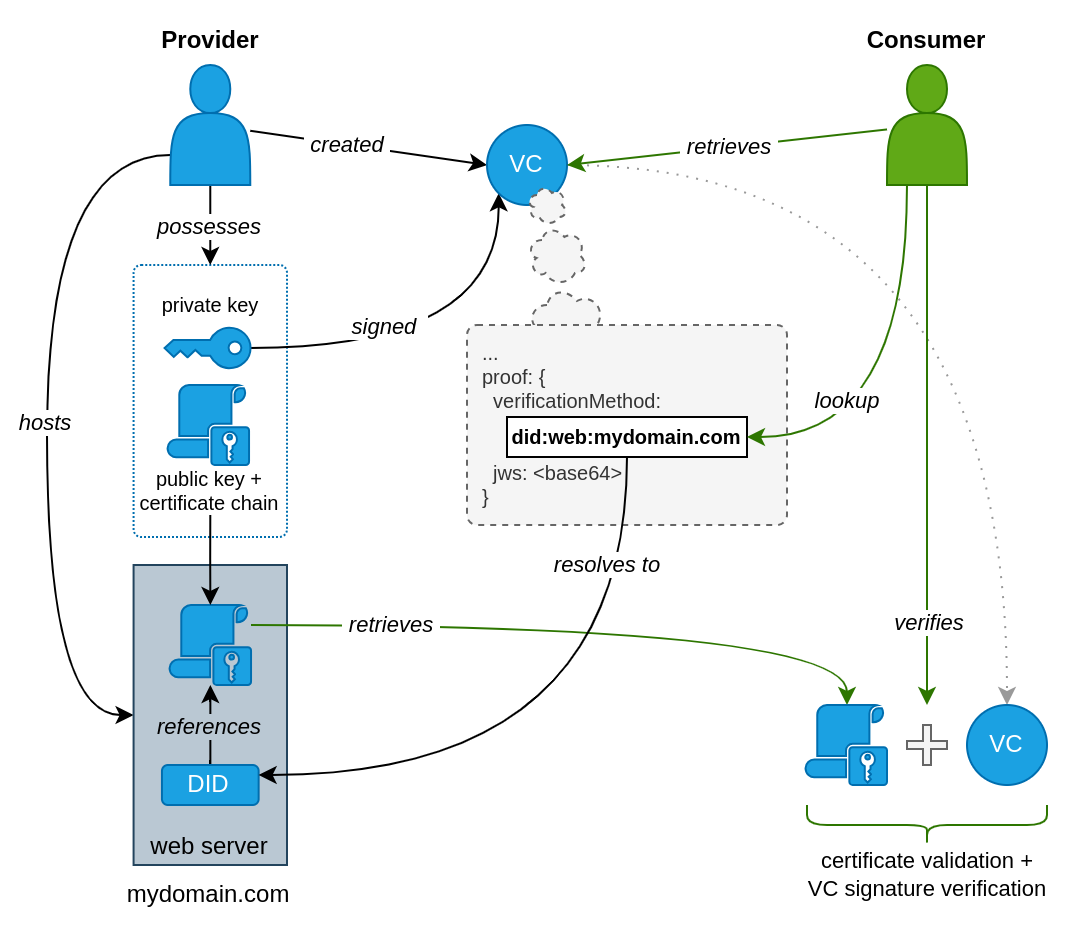 Provider
Consumer
created
VC
retrieves
possesses
private key
signed
hosts
...
proof: {
verificationMethod:
did:web:mydomain.com
jws: <base64>
}
lookup
public key +
certificate chain
resolves to
retrieves
verifies
references
DID
VC
web server
mydomain.com
certificate validation +
VC signature verification